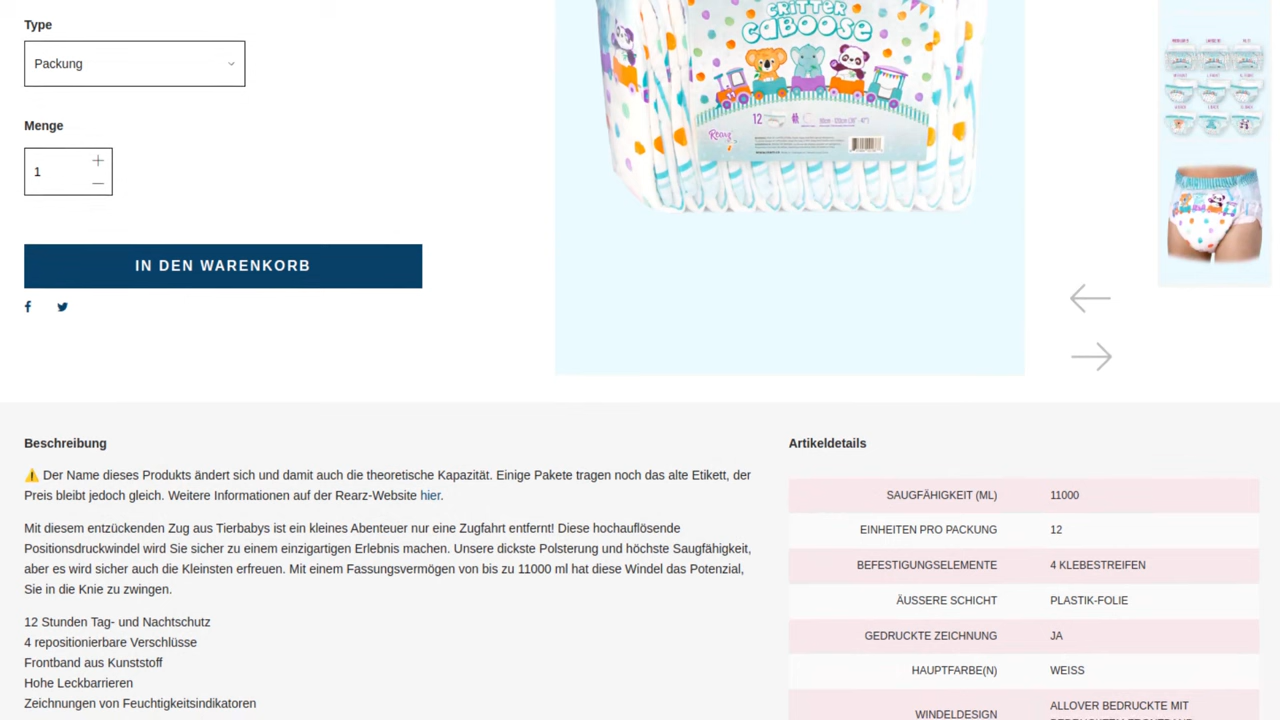 Type
Packung
Menge
1
IN DEN WARENKORB
CRITTER
CABOOSE
12
Rearz
Beschreibung
⚠️ Der Name dieses Produkts ändert sich und damit auch die theoretische Kapazität. Einige Pakete tragen noch das alte Etikett, der
Preis bleibt jedoch gleich. Weitere Informationen auf der Rearz-Website hier.
Mit diesem entzückenden Zug aus Tierbabys ist ein kleines Abenteuer nur eine Zugfahrt entfernt! Diese hochauflösende
Positionsdruckwindel wird Sie sicher zu einem einzigartigen Erlebnis machen. Unsere dickste Polsterung und höchste Saugfähigkeit,
aber es wird sicher auch die Kleinsten erfreuen. Mit einem Fassungsvermögen von bis zu 11000 ml hat diese Windel das Potenzial,
Sie in die Knie zu zwingen.
12 Stunden Tag- und Nachtschutz
4 repositionierbare Verschlüsse
Frontband aus Kunststoff
Hohe Leckbarrieren
Zeichnungen von Feuchtigkeitsindikatoren
Artikeldetails
SAUGFÄHIGKEIT (ML) 11000
EINHEITEN PRO PACKUNG 12
BEFESTIGUNGSELEMENTE 4 KLEBESTREIFEN
ÄUSSERE SCHICHT PLASTIK-FOLIE
GEDRUCKTE ZEICHNUNG JA
HAUPTFARBE(N) WEISS
WINDELDESIGN ALLOVER BEDRUCKTE MIT